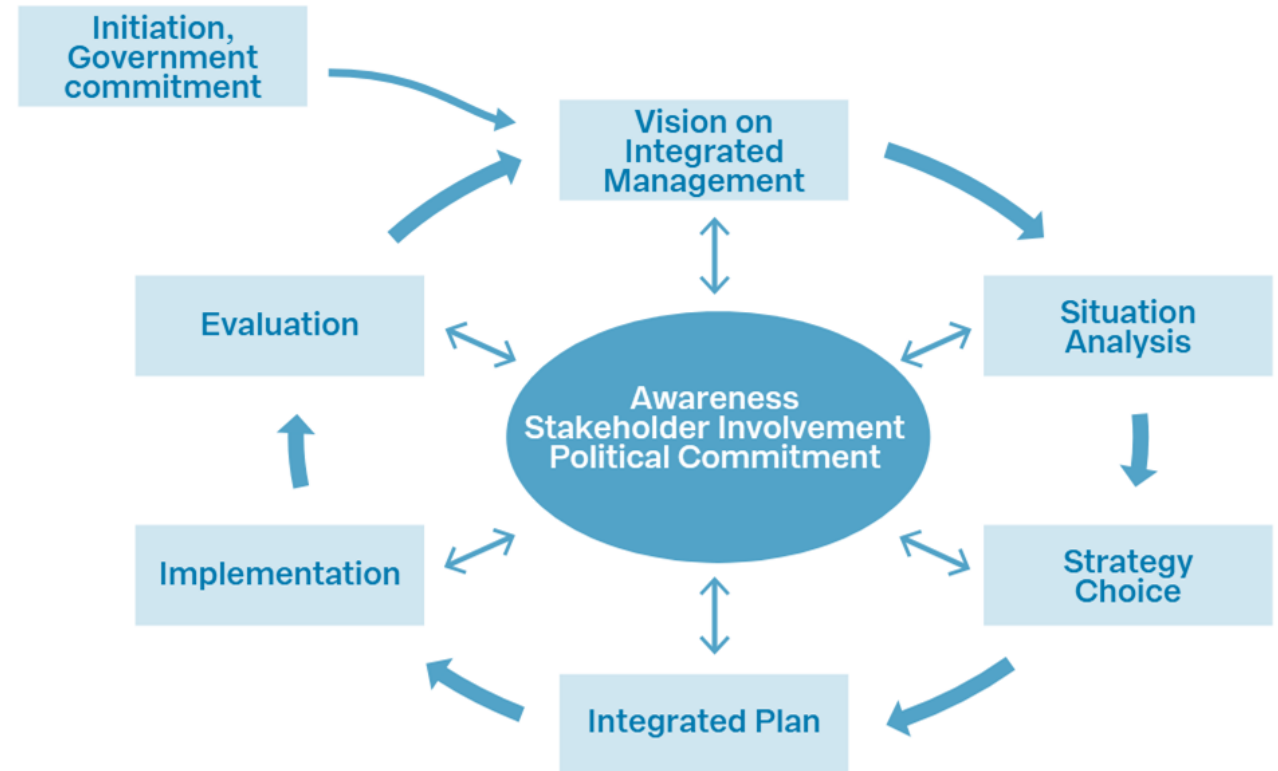 Initiation,
Government
commitment
Vision on
Integrated
Management
Evaluation
Situation
Analysis
Awareness
Stakeholder Involvement
Political Commitment
Implementation
Strategy
Choice
Integrated Plan